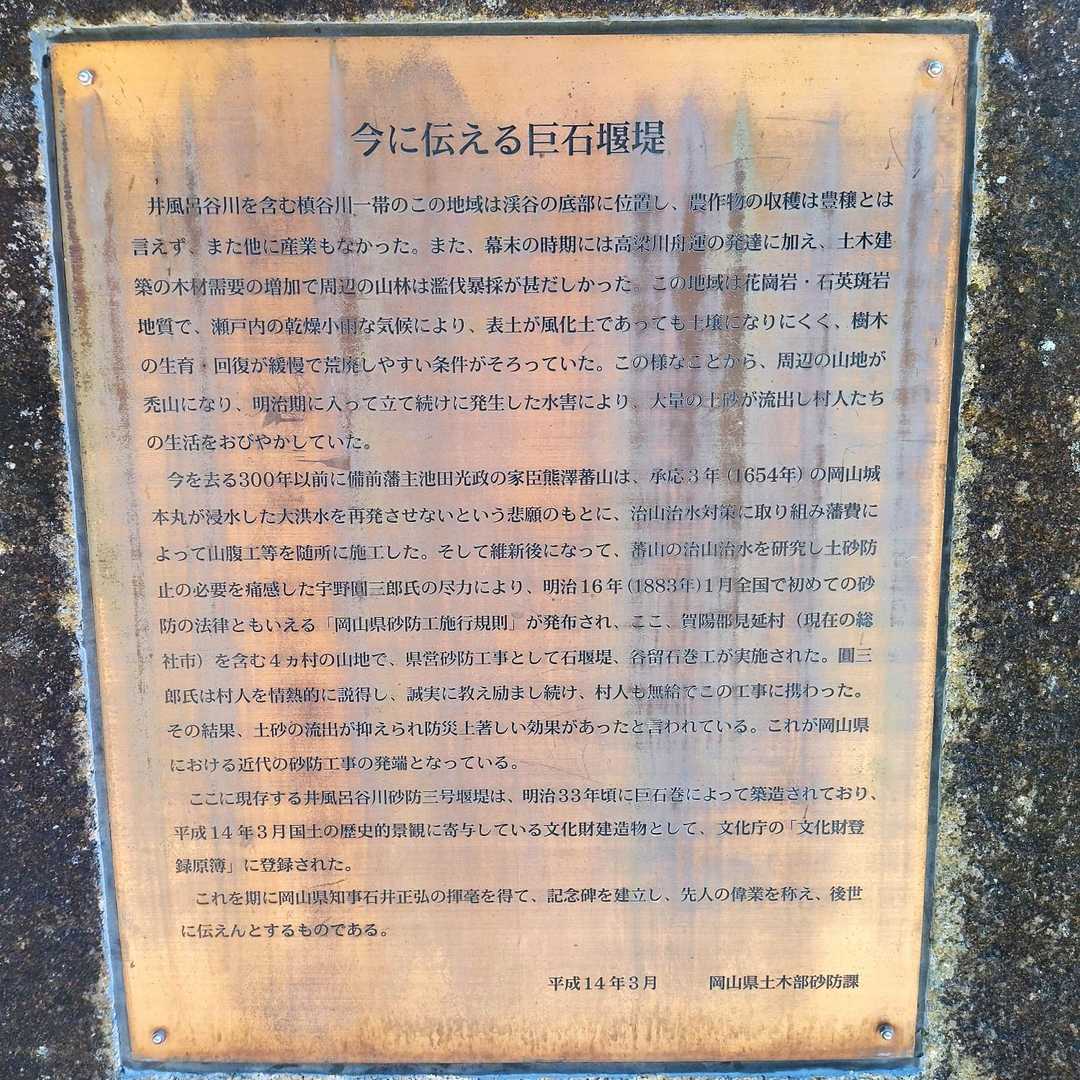 今に伝える巨石堰堤
井風呂谷川を含む槙谷川一帯のこの地域は渓谷の底部に位置し、農作物の収穫は豊穣とは
言えず、また他に産業もなかった。また、幕末の時期には高梁川舟運の発達に加え、土木建
築の木材需要の増加で周辺の山林は濫伐暴採が甚だしかった。この地域は花崗岩・石英斑岩
地質で、瀬戸内の乾燥小雨な気候により、表土が風化土であっても土壌になりにくく、樹木
の生育・回復が緩慢で荒廃しやすい条件がそろっていた。この様なことから、周辺の山地が
禿山になり、明治期に入って立て続けに発生した水害により、大量の土砂が流出し村人たち
の生活をおびやかしていた。
今を去る300年以前に備前藩主池田光政の家臣熊澤蕃山は、承応3年(1654年)の岡山城
本丸が浸水した大洪水を再発させないという悲願のもとに、治山治水対策に取り組み藩費に
よって山腹工等を随所に施工した。そして維新後になって、蕃山の治山治水を研究し土砂防
止の必要を痛感した宇野圓三郎氏の尽力により、明治16年(1883年)1月全国で初めての砂
防の法律ともいえる「岡山県砂防工施行規則」が発布され、ここ、賀陽郡見延村（現在の総
社市）を含む4ヵ村の山地で、県営砂防工事として石堰堤、谷留石巻工が実施された。圓三
郎氏は村人を情熱的に説得し、誠実に教え励まし続け、村人も無給でこの工事に携わった。
その結果、土砂の流出が抑えられ防災上著しい効果があったと言われている。これが岡山県
における近代の砂防工事の発端となっている。
ここに現存する井風呂谷川砂防三号堰堤は、明治33年頃に巨石巻によって築造されており、
平成14年3月国土の歴史的景観に寄与している文化財建造物として、文化庁の「文化財登
録原簿」に登録された。
これを期に岡山県知事石井正弘の揮毫を得て、記念碑を建立し、先人の偉業を称え、後世
に伝えんとするものである。
平成14年3月 岡山県土木部砂防課